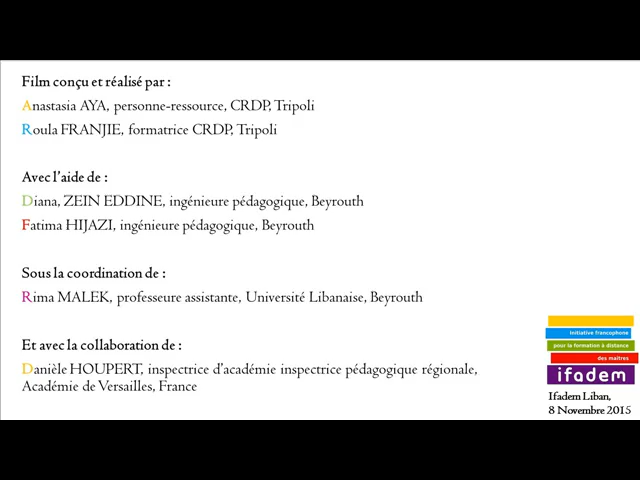 Film conçu et réalisé par :
Anastasia AYA, personne-ressource, CRDP, Tripoli
Roula FRANJIE, formatrice CRDP, Tripoli
Avec l'aide de :
Diana, ZEIN EDDINE, ingénieure pédagogique, Beyrouth
Fatima HIJAZI, ingénieure pédagogique, Beyrouth
Sous la coordination de :
Rima MALEK, professeure assistante, Université Libanaise, Beyrouth
Et avec la collaboration de :
Danièle HOUPERT, inspectrice d'académie inspectrice pédagogique régionale,
Académie de Versailles, France
initiative francophone
pour la formation à distance
des maîtres
ifadem
Ifadem Liban,
8 Novembre 2015